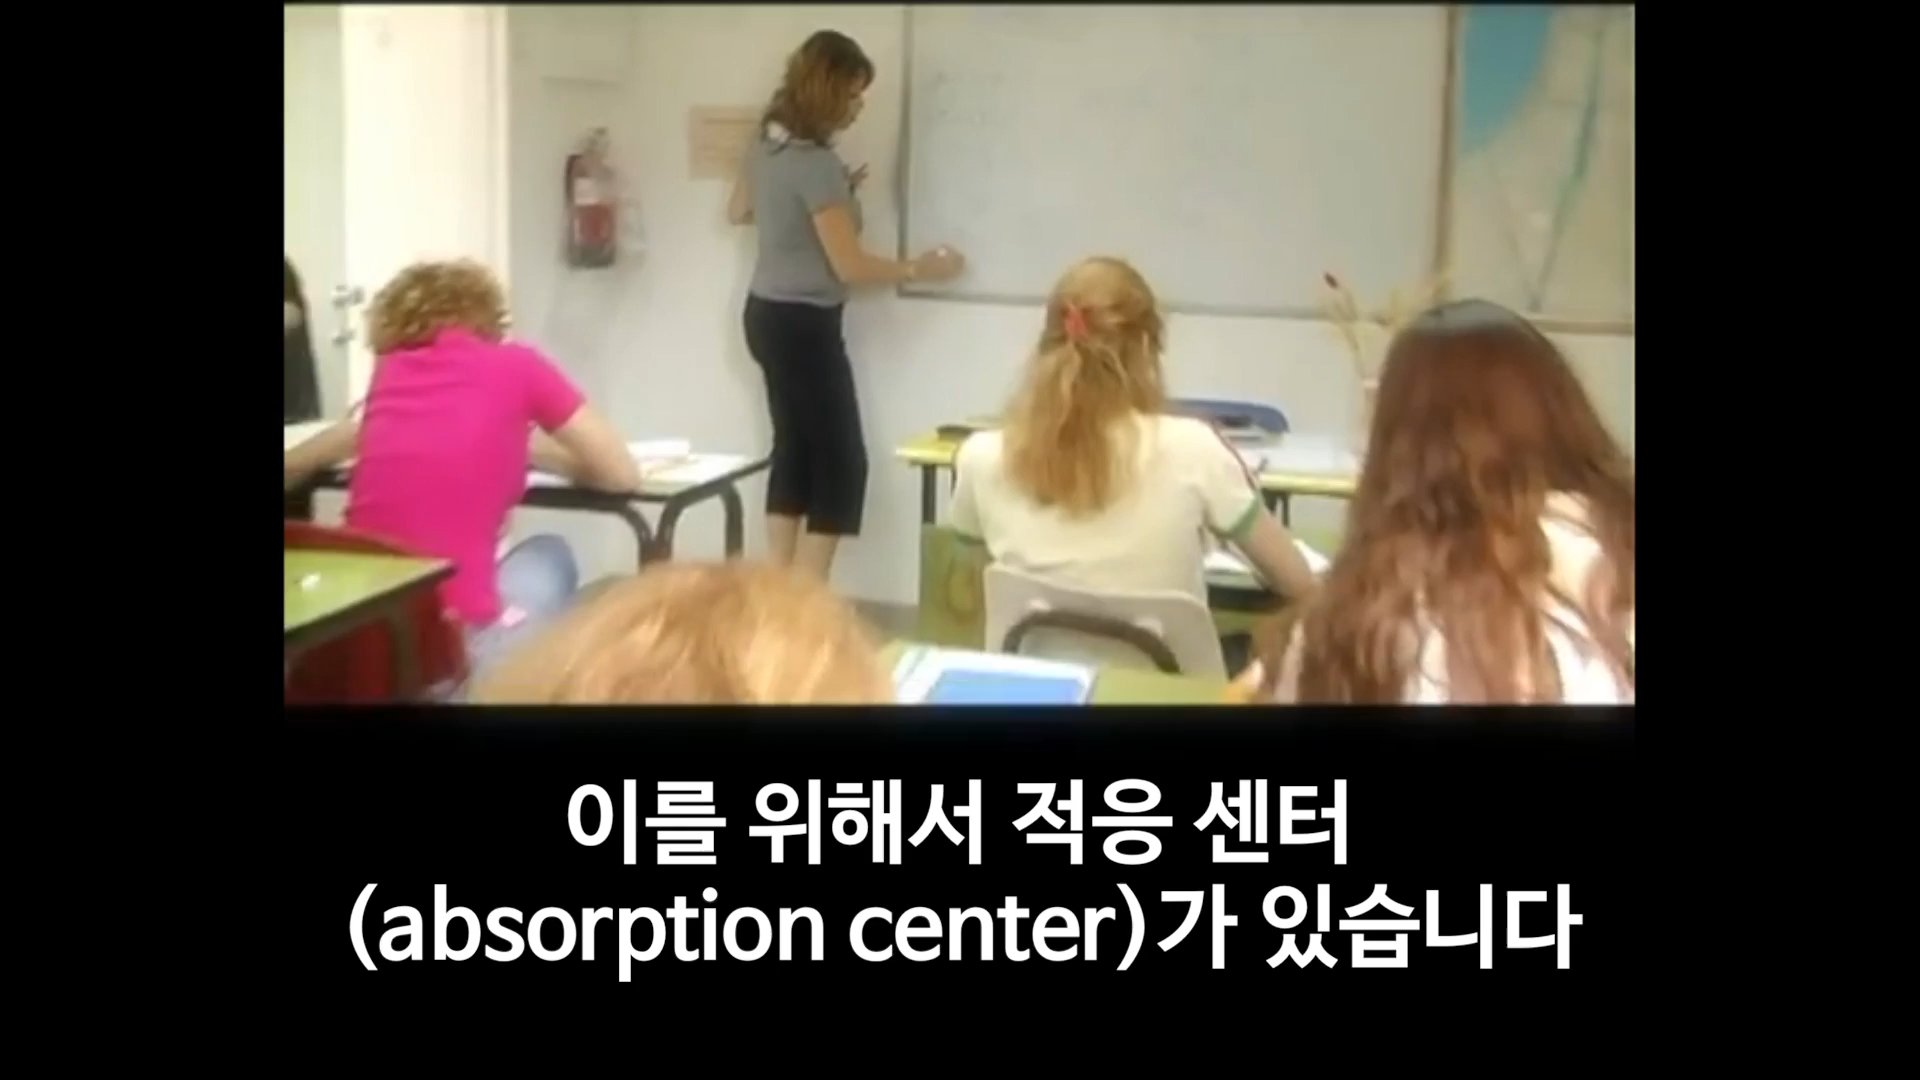 이를 위해서 적응 센터
(absorption center)가 있습니다